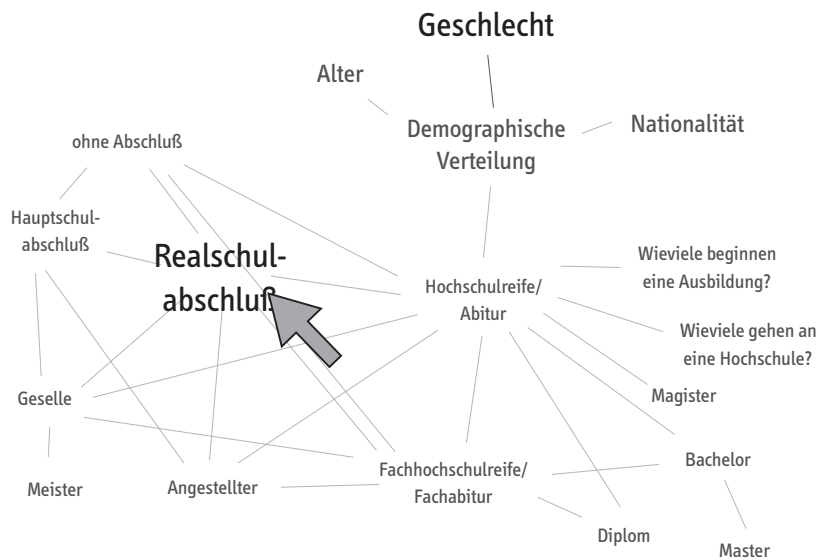 Geschlecht
Alter
Demographische
Verteilung
Nationalität
ohne Abschluß
Hauptschul-
abschluß
Realschul-
abschluß
Hochschulreife/
Abitur
Wieviele beginnen
eine Ausbildung?
Wieviele gehen an
eine Hochschule?
Geselle
Magister
Meister
Angestellter
Fachhochschulreife/
Fachabitur
Bachelor
Diplom
Master